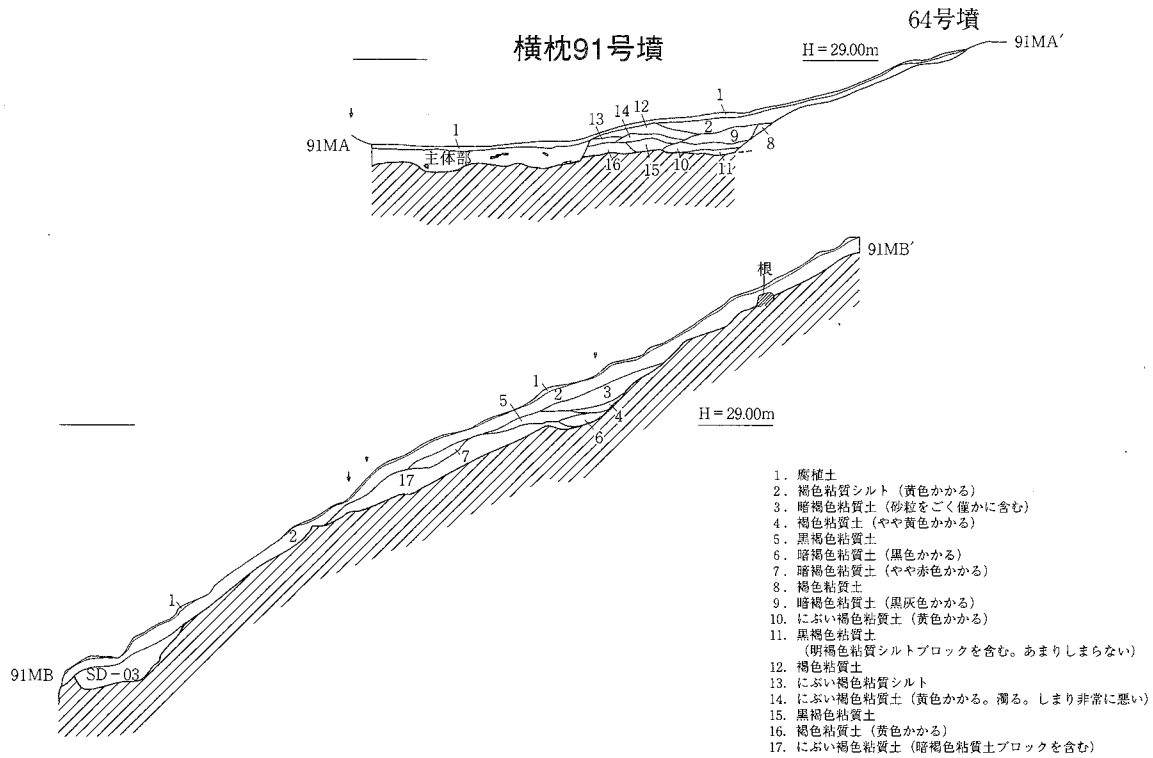 64号墳
横枕91号墳
H=29.00m
91MA′
1
14 12
13
2
9
8
91MA
1
主体部
16
15
10
11
91MB′
根
1
2
3
5
4
6
H=29.00m
7
17
2
1
91MB
SD-03
1. 腐植土
2. 褐色粘質シルト（黄色かかる）
3. 暗褐色粘質土（砂粒をごく僅かに含む）
4. 褐色粘質土（やや黄色かかる）
5. 黒褐色粘質土
6. 暗褐色粘質土（黒色かかる）
7. 暗褐色粘質土（やや赤色かかる）
8. 褐色粘質土
9. 暗褐色粘質土（黒灰色かかる）
10. にぶい褐色粘質土（黄色かかる）
11. 黒褐色粘質土
（明褐色粘質シルトブロックを含む。あまりしまらない）
12. 褐色粘質土
13. にぶい褐色粘質シルト
14. にぶい褐色粘質土（黄色かかる。濁る。しまり非常に悪い）
15. 黒褐色粘質土
16. 褐色粘質土（黄色かかる）
17. にぶい褐色粘質土（暗褐色粘質土ブロックを含む）